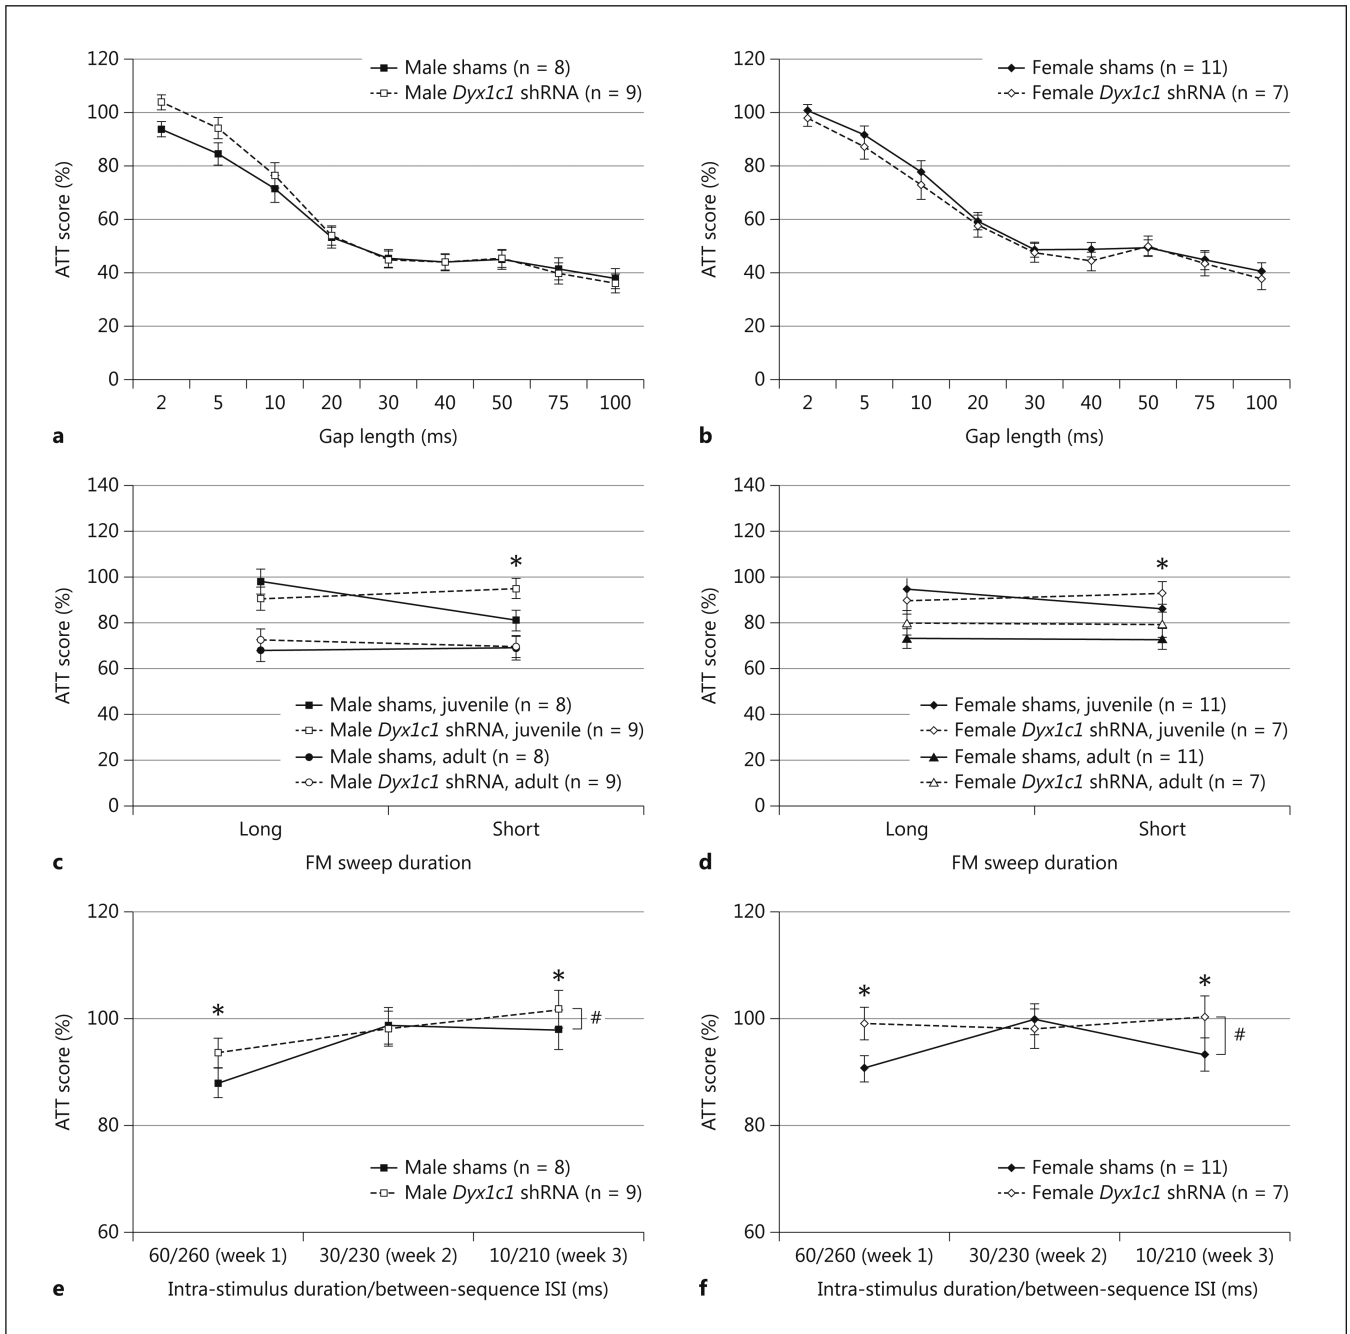 120
100
80
60
40
20
0
ATT score (%)
Male shams (n = 8)
Male Dyx1c1 shRNA (n = 9)
2 5 10 20 30 40 50 75 100
Gap length (ms)
a
120
100
80
60
40
20
0
ATT score (%)
Female shams (n = 11)
Female Dyx1c1 shRNA (n = 7)
2 5 10 20 30 40 50 75 100
Gap length (ms)
b
140
120
100
80
60
40
20
0
ATT score (%)
*
Male shams, juvenile (n = 8)
Male Dyx1c1 shRNA, juvenile (n = 9)
Male shams, adult (n = 8)
Male Dyx1c1 shRNA, adult (n = 9)
Long Short
FM sweep duration
c
140
120
100
80
60
40
20
0
ATT score (%)
*
Female shams, juvenile (n = 11)
Female Dyx1c1 shRNA, juvenile (n = 7)
Female shams, adult (n = 11)
Female Dyx1c1 shRNA, adult (n = 7)
Long Short
FM sweep duration
d
120
100
80
60
ATT score (%)
* *
#
Male shams (n = 8)
Male Dyx1c1 shRNA (n = 9)
60/260 (week 1) 30/230 (week 2) 10/210 (week 3)
Intra-stimulus duration/between-sequence ISI (ms)
e
120
100
80
60
ATT score (%)
* *
#
Female shams (n = 11)
Female Dyx1c1 shRNA (n = 7)
60/260 (week 1) 30/230 (week 2) 10/210 (week 3)
Intra-stimulus duration/between-sequence ISI (ms)
f